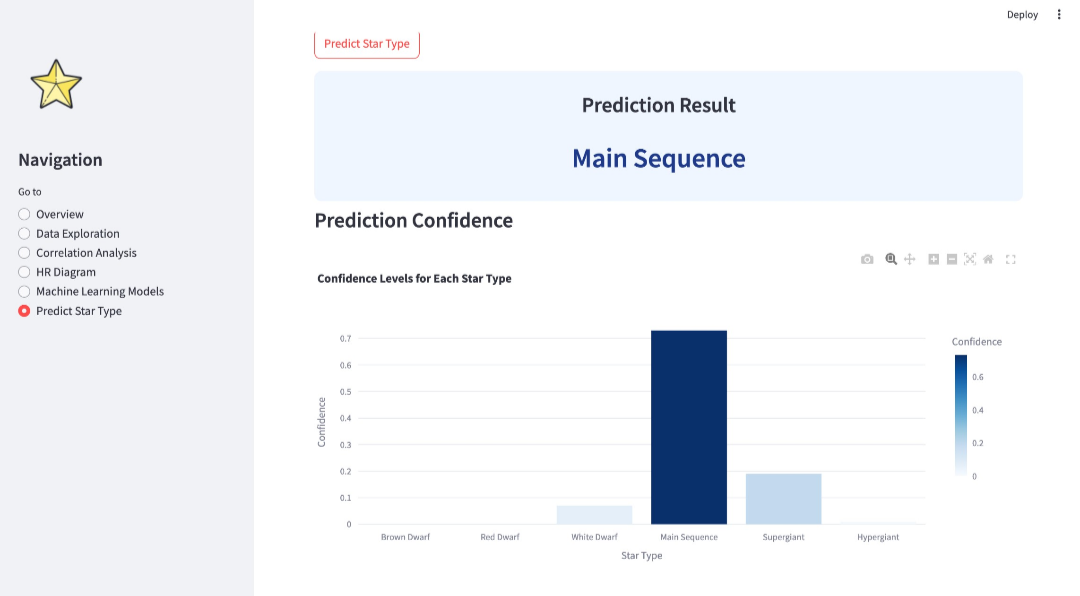 Deploy
Navigation
Go to
Overview
Data Exploration
Correlation Analysis
HR Diagram
Machine Learning Models
Predict Star Type
Predict Star Type
Prediction Result
Main Sequence
Prediction Confidence
Confidence Levels for Each Star Type
Confidence
0.7
0.6
0.5
0.4
0.3
0.2
0.1
0
Brown Dwarf
Red Dwarf
White Dwarf
Main Sequence
Supergiant
Hypergiant
Star Type
Confidence
0.6
0.4
0.2
0